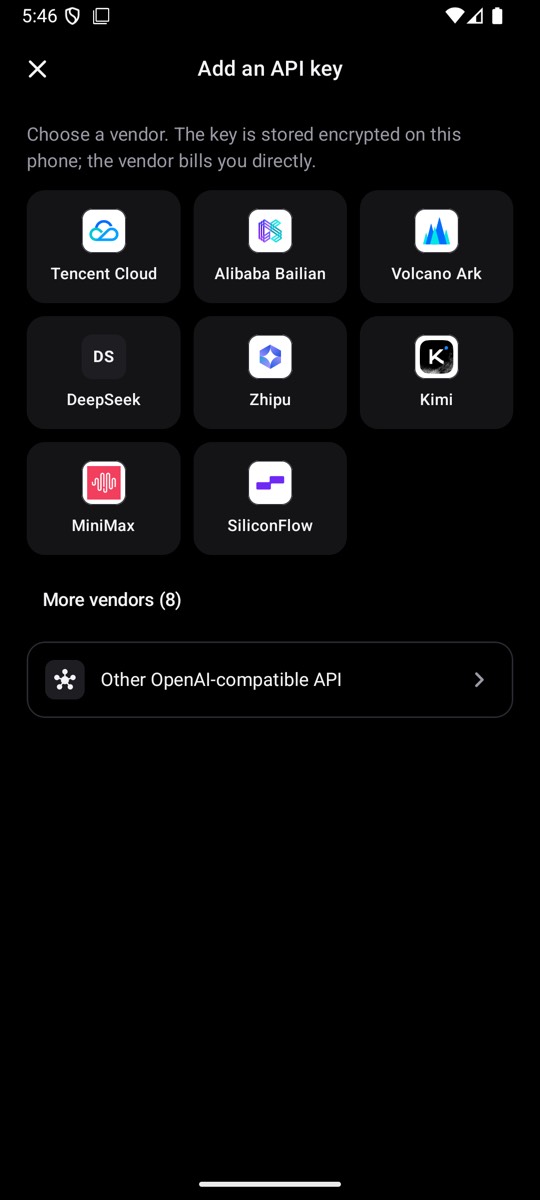 5:46
Add an API key
Choose a vendor. The key is stored encrypted on this
phone; the vendor bills you directly.
Tencent Cloud
Alibaba Bailian
Volcano Ark
DS
DeepSeek
Zhipu
K
Kimi
MiniMax
SiliconFlow
More vendors (8)
Other OpenAI-compatible API